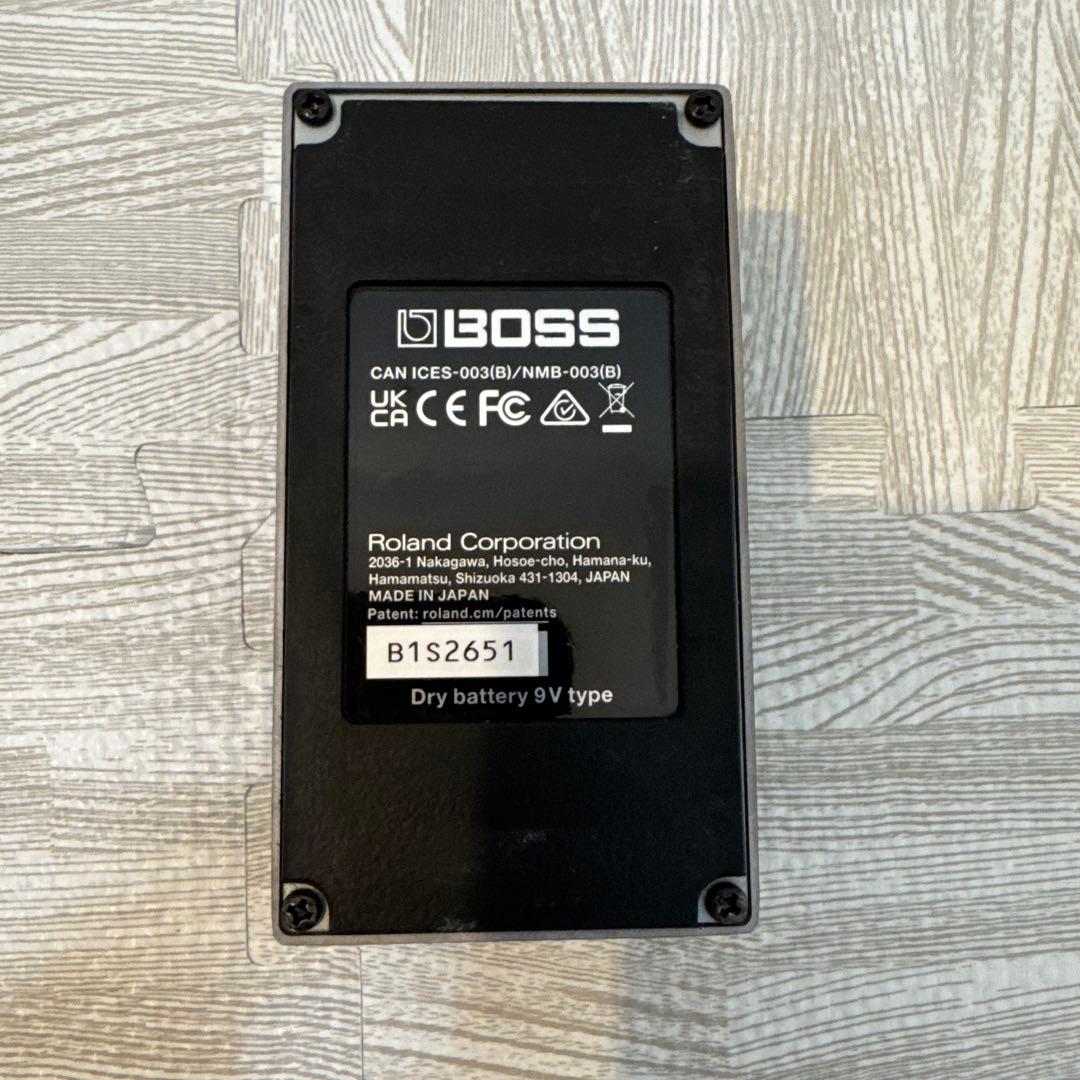 BOSS
CAN ICES-003(B)/NMB-003(B)
UK CA CE FC
Roland Corporation
2036-1 Nakagawa, Hosoe-cho, Hamana-ku,
Hamamatsu, Shizuoka 431-1304, JAPAN
MADE IN JAPAN
Patent: roland.cm/patents
B1S2651
Dry battery 9V type